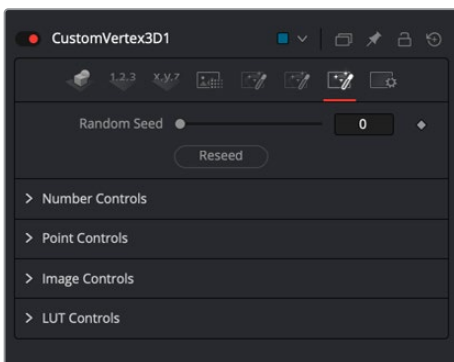 CustomVertex3D1
1,2,3 x,y,z
Random Seed 0
Reseed
Number Controls
Point Controls
Image Controls
LUT Controls